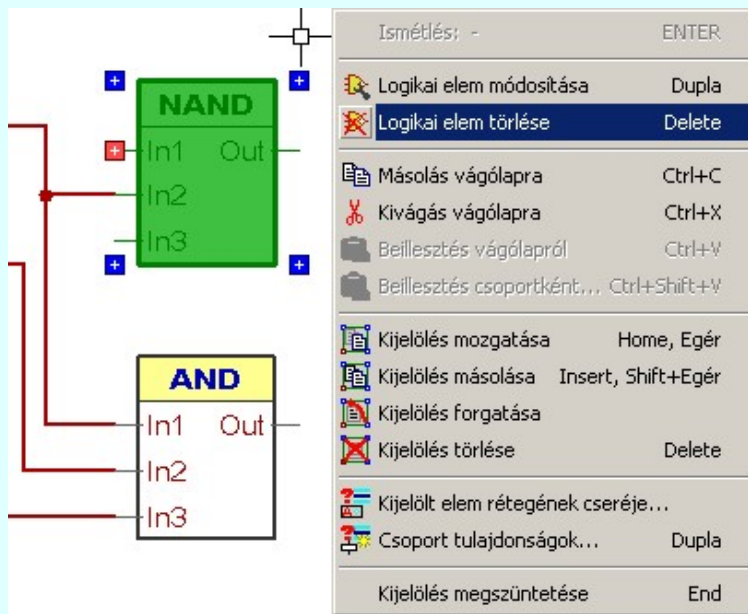 NAND
In1 Out
In2
In3
AND
In1 Out
In2
In3
Ismétlés: - ENTER
Logikai elem módosítása Dupla
Logikai elem törlése Delete
Másolás vágólapra Ctrl+C
Kivágás vágólapra Ctrl+X
Beillesztés vágólapról Ctrl+V
Beillesztés csoportként... Ctrl+Shift+V
Kijelölés mozgatása Home, Egér
Kijelölés másolása Insert, Shift+Egér
Kijelölés forgatása
Kijelölés törlése Delete
Kijelölt elem rétegének cseréje...
Csoport tulajdonságok... Dupla
Kijelölés megszüntetése End